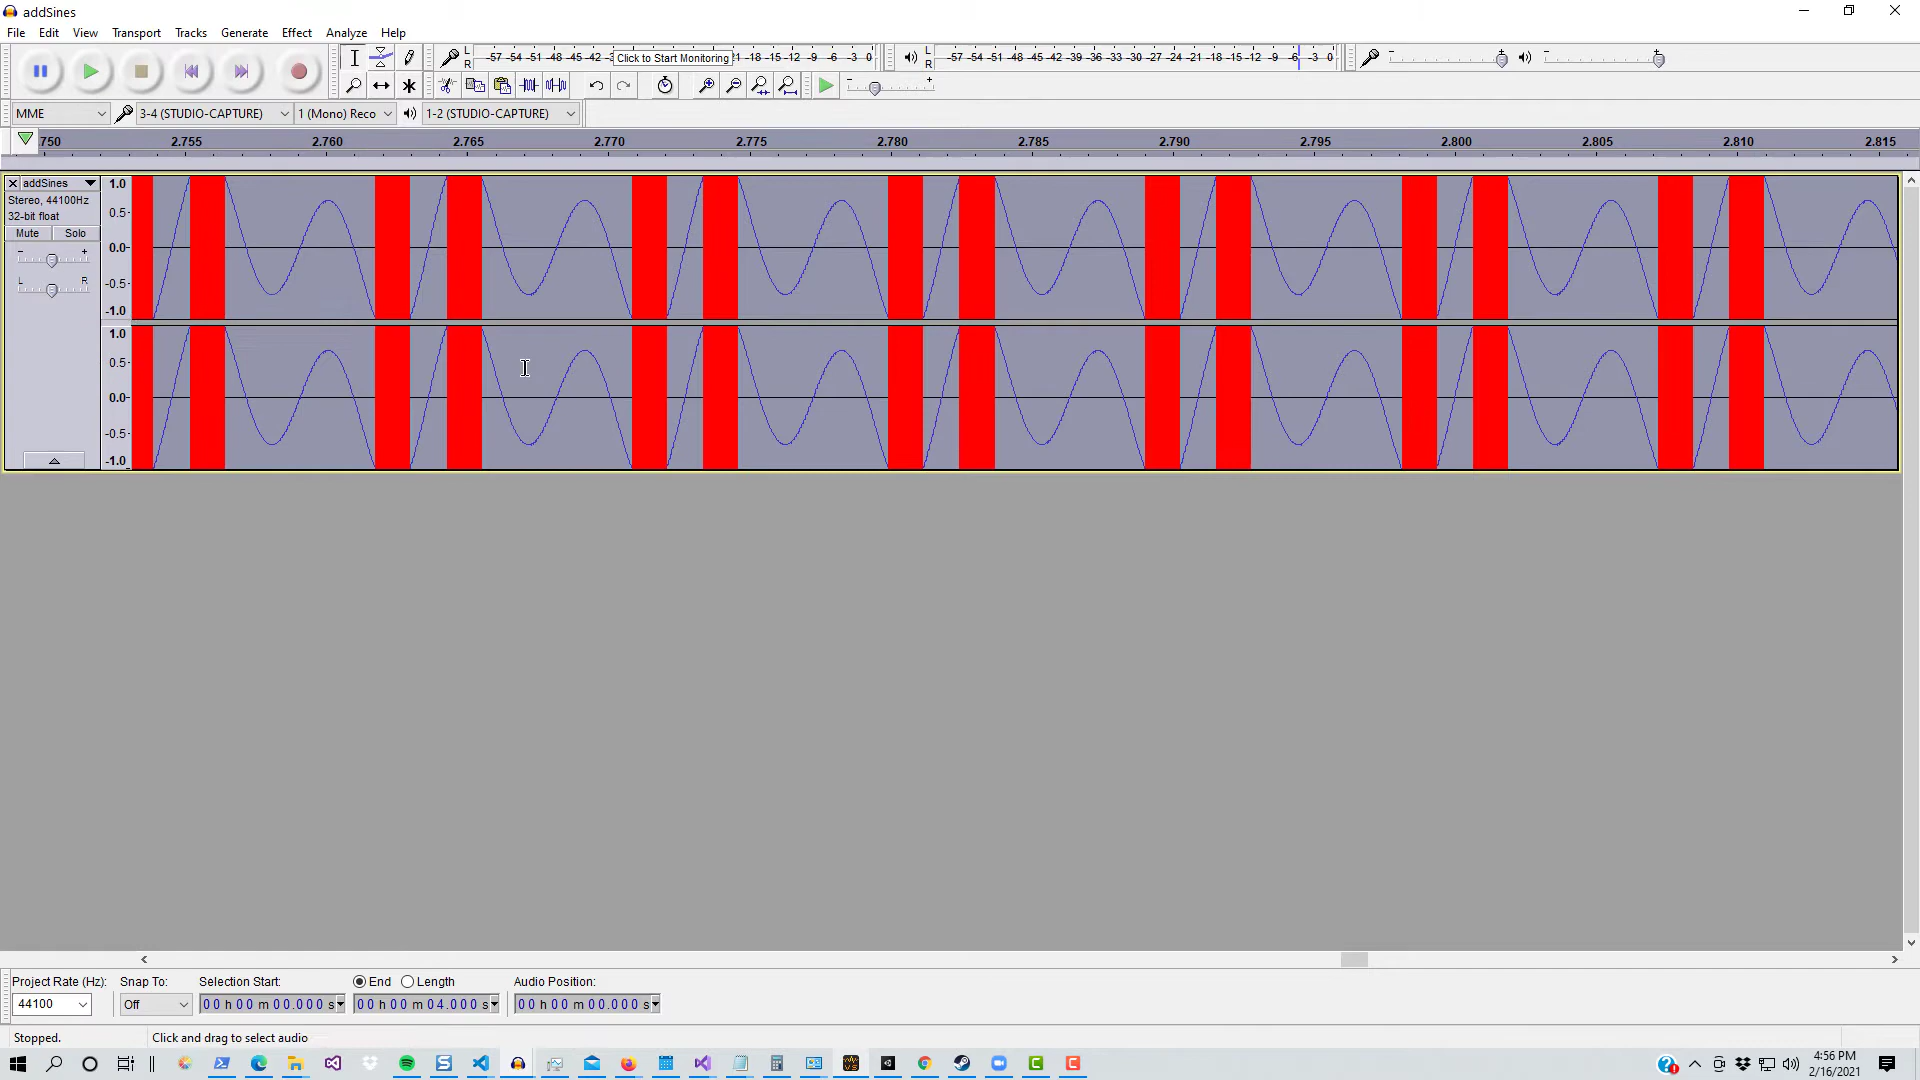 addSines
File Edit View Transport Tracks Generate Effect Analyze Help
L
R
-57 -54 -51 -48 -45 -42 Click to Start Monitoring -18 -15 -12 -9 -6 -3 0
L
R
-57 -54 -51 -48 -45 -42 -39 -36 -33 -30 -27 -24 -21 -18 -15 -12 -9 -6 -3 0
- +
- +
- +
MME 3-4 (STUDIO-CAPTURE) 1 (Mono) Reco 1-2 (STUDIO-CAPTURE)
.750 2.755 2.760 2.765 2.770 2.775 2.780 2.785 2.790 2.795 2.800 2.805 2.810 2.815
addSines
Stereo, 44100Hz
32-bit float
Mute Solo
- +
L R
1.0
0.5-
0.0-
-0.5-
-1.0
1.0
0.5-
0.0-
-0.5-
-1.0
Project Rate (Hz): Snap To: Selection Start: End Length Audio Position:
44100 Off 00 h 00 m 00.000 s 00 h 00 m 04.000 s 00 h 00 m 00.000 s
Stopped. Click and drag to select audio
4:56 PM
2/16/2021